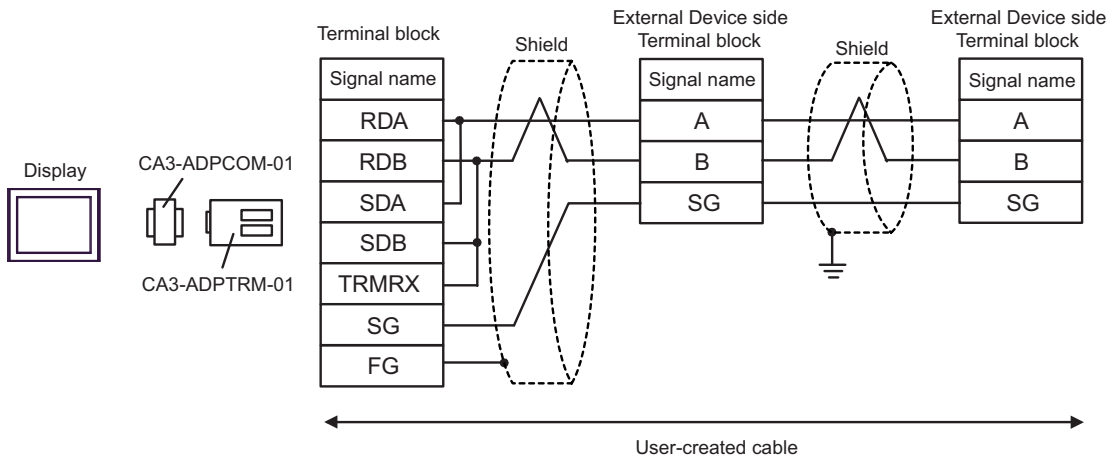 Display
CA3-ADPCOM-01
CA3-ADPTRM-01
Terminal block
Signal name
RDA
RDB
SDA
SDB
TRMRX
SG
FG
Shield
External Device side
Terminal block
Signal name
A
B
SG
Shield
External Device side
Terminal block
Signal name
A
B
SG
User-created cable